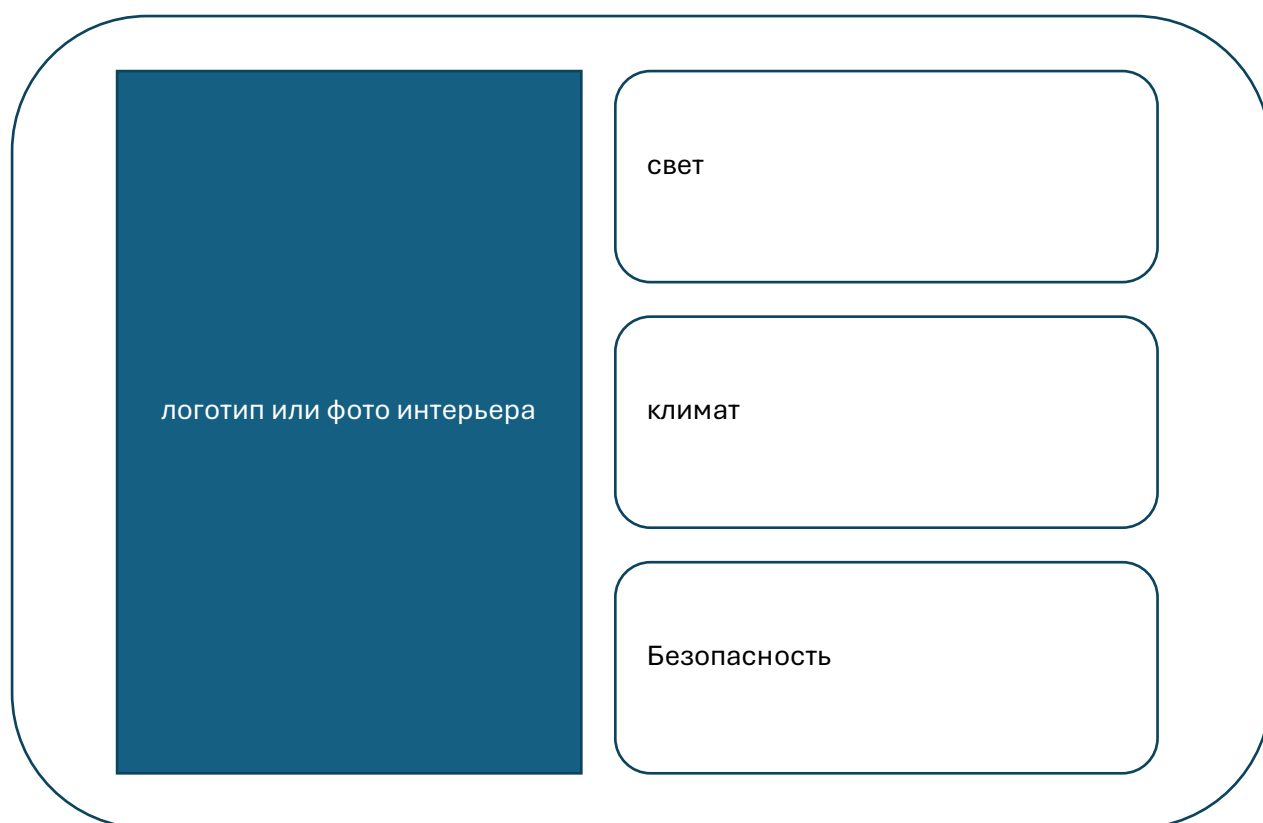 логотип или фото интерьера
свет
климат
Безопасность